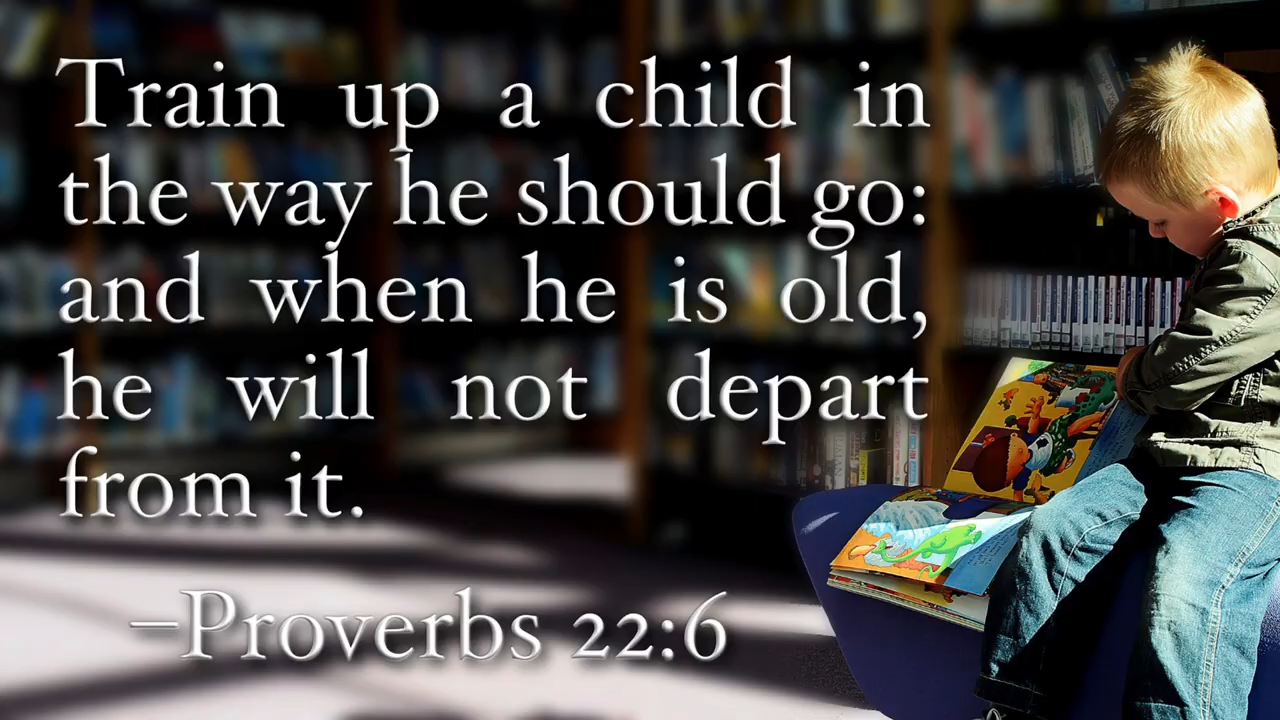 Train up a child in
the way he should go:
and when he is old,
he will not depart
from it.
–Proverbs 22:6